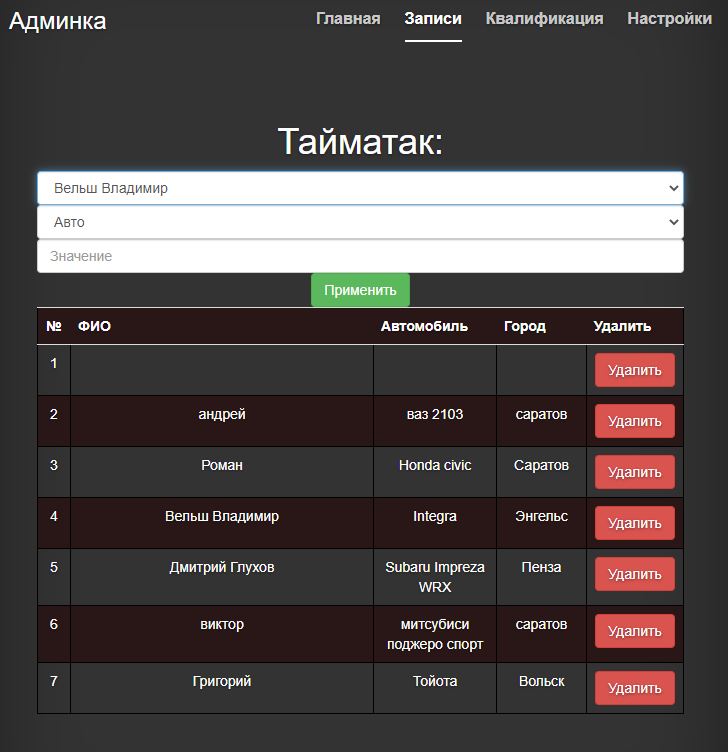 Админка Главная Записи Квалификация Настройки
Тайматак:
Вельш Владимир
Авто
Значение
Применить
№ ФИО Автомобиль Город Удалить
1 Удалить
2 андрей ваз 2103 саратов Удалить
3 Роман Honda civic Саратов Удалить
4 Вельш Владимир Integra Энгельс Удалить
5 Дмитрий Глухов Subaru Impreza Пенза Удалить
WRX
6 виктор митсубиси саратов Удалить
поджеро спорт
7 Григорий Тойота Вольск Удалить